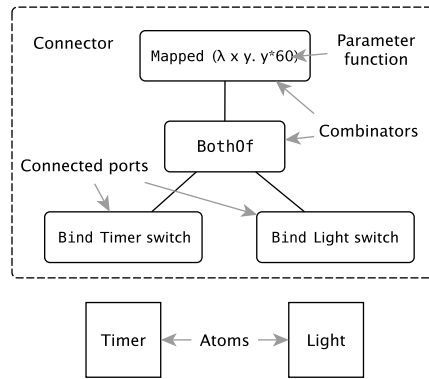 Connector
Mapped (λ x y. y*60)
Parameter
function
Combinators
BothOf
Connected ports
Bind Timer switch
Bind Light switch
Timer
Atoms
Light